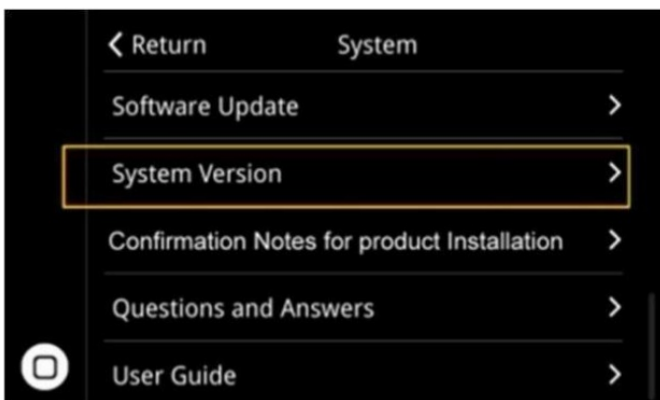 Return
System
Software Update
System Version
Confirmation Notes for product Installation
Questions and Answers
User Guide